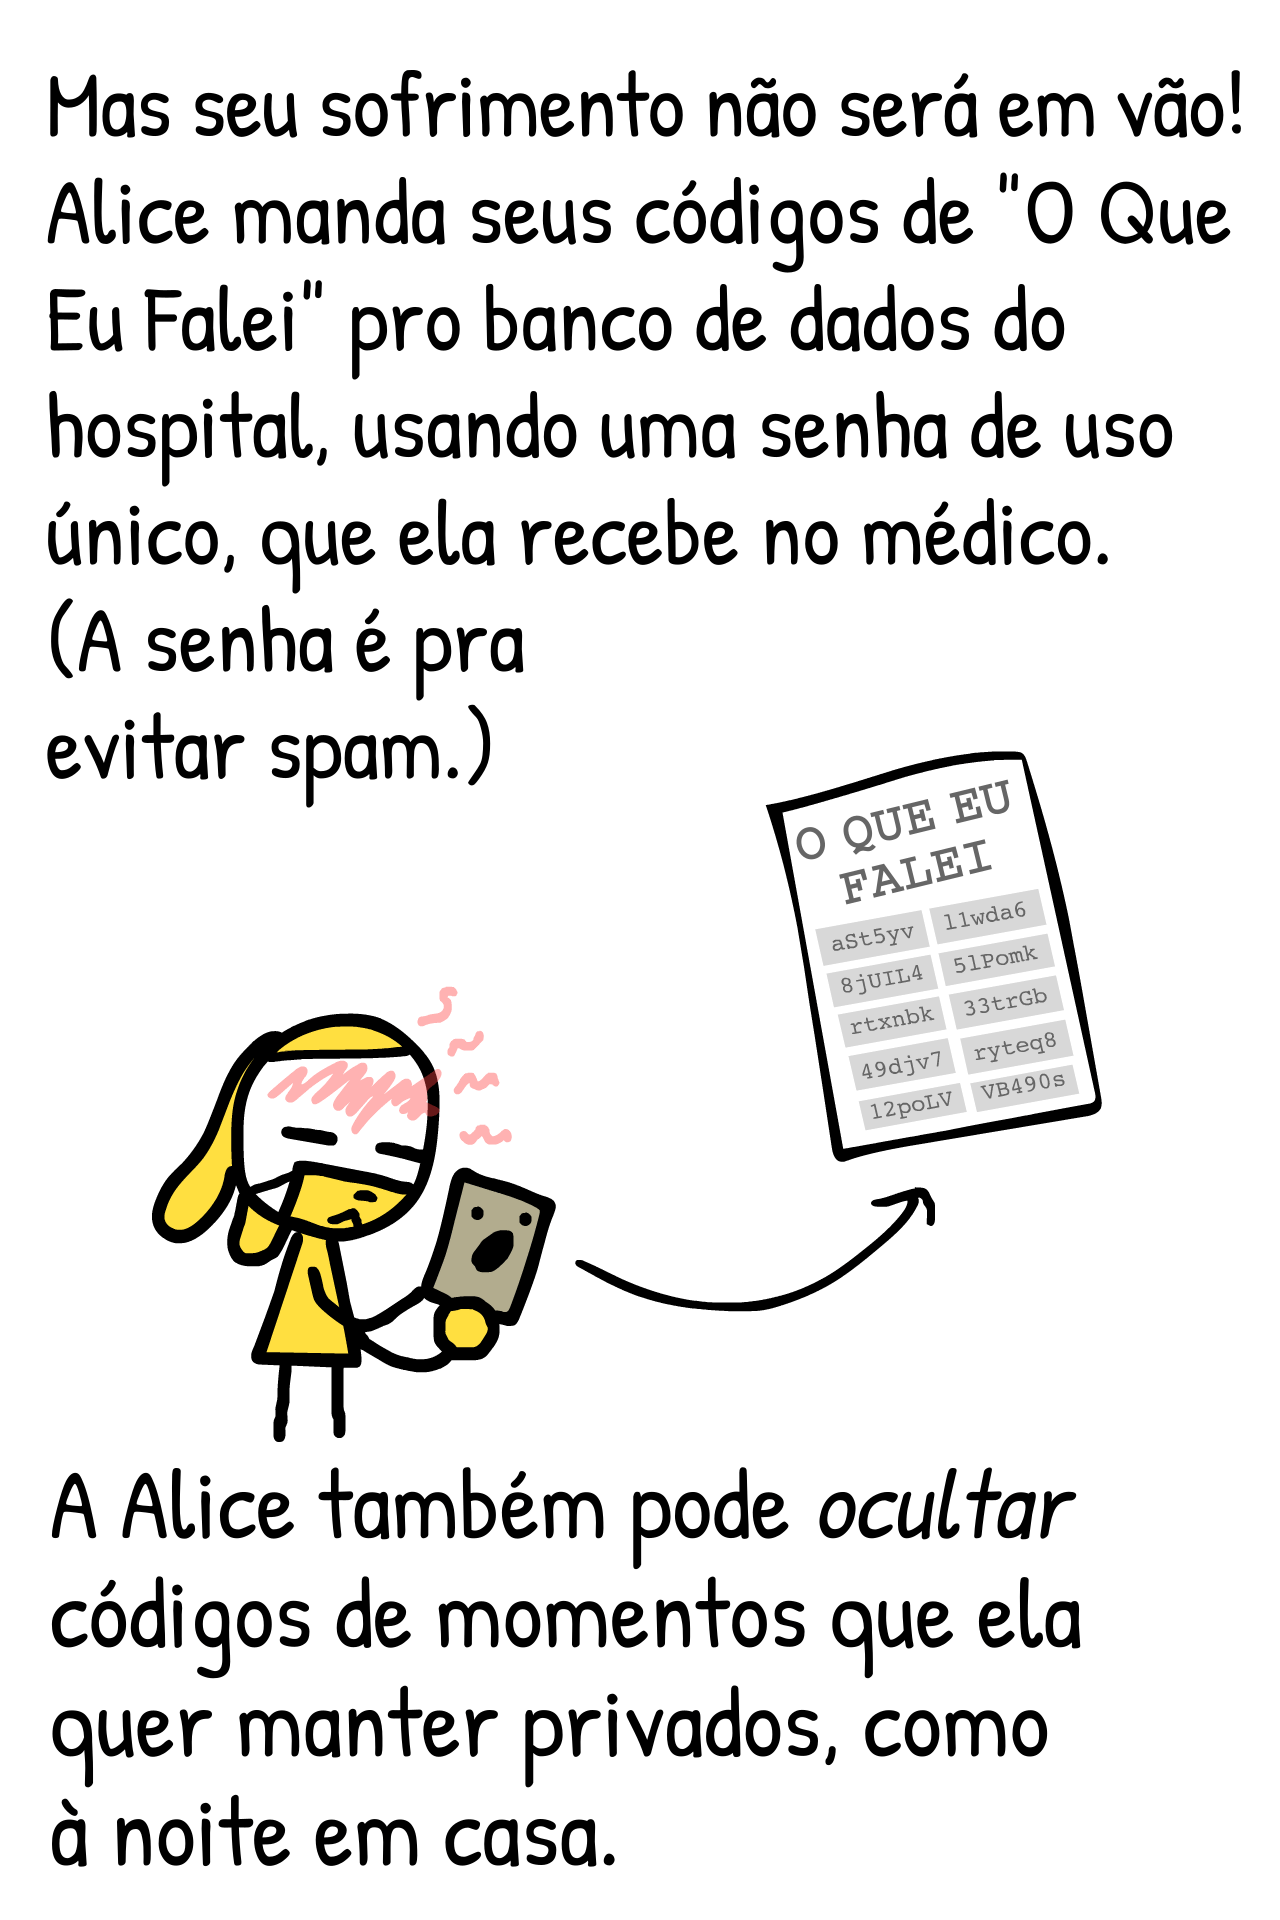 Mas seu sofrimento não será em vão!
Alice manda seus códigos de "O Que
Eu Falei" pro banco de dados do
hospital, usando uma senha de uso
único, que ela recebe no médico.
(A senha é pra
evitar spam.)
O QUE EU
FALEI
aSt5yv l1wda6
8jUIL4 5lPomk
rtxnbk 33trGb
49djv7 ryteq8
12poLV VB490s
A Alice também pode ocultar
códigos de momentos que ela
quer manter privados, como
à noite em casa.